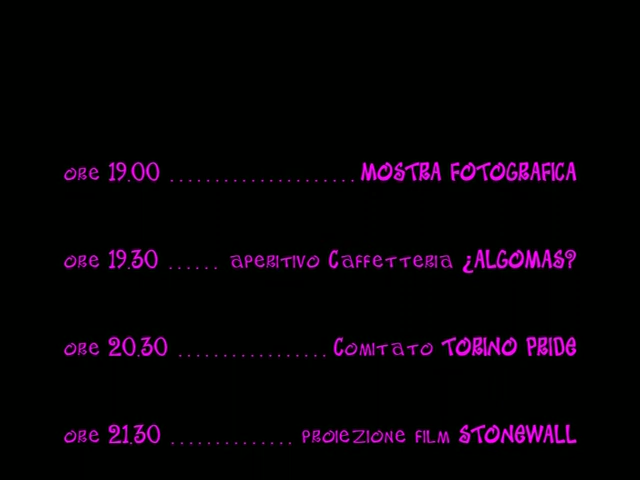 ore 19.00 ..................... MOSTRA FOTOGRAFICA
ore 19.30 ...... aperitivo Caffetteria ¿ALGOMAS?
ore 20.30 ................. Comitato TORINO PRIDE
ore 21.30 .............. proiezione film STONEWALL